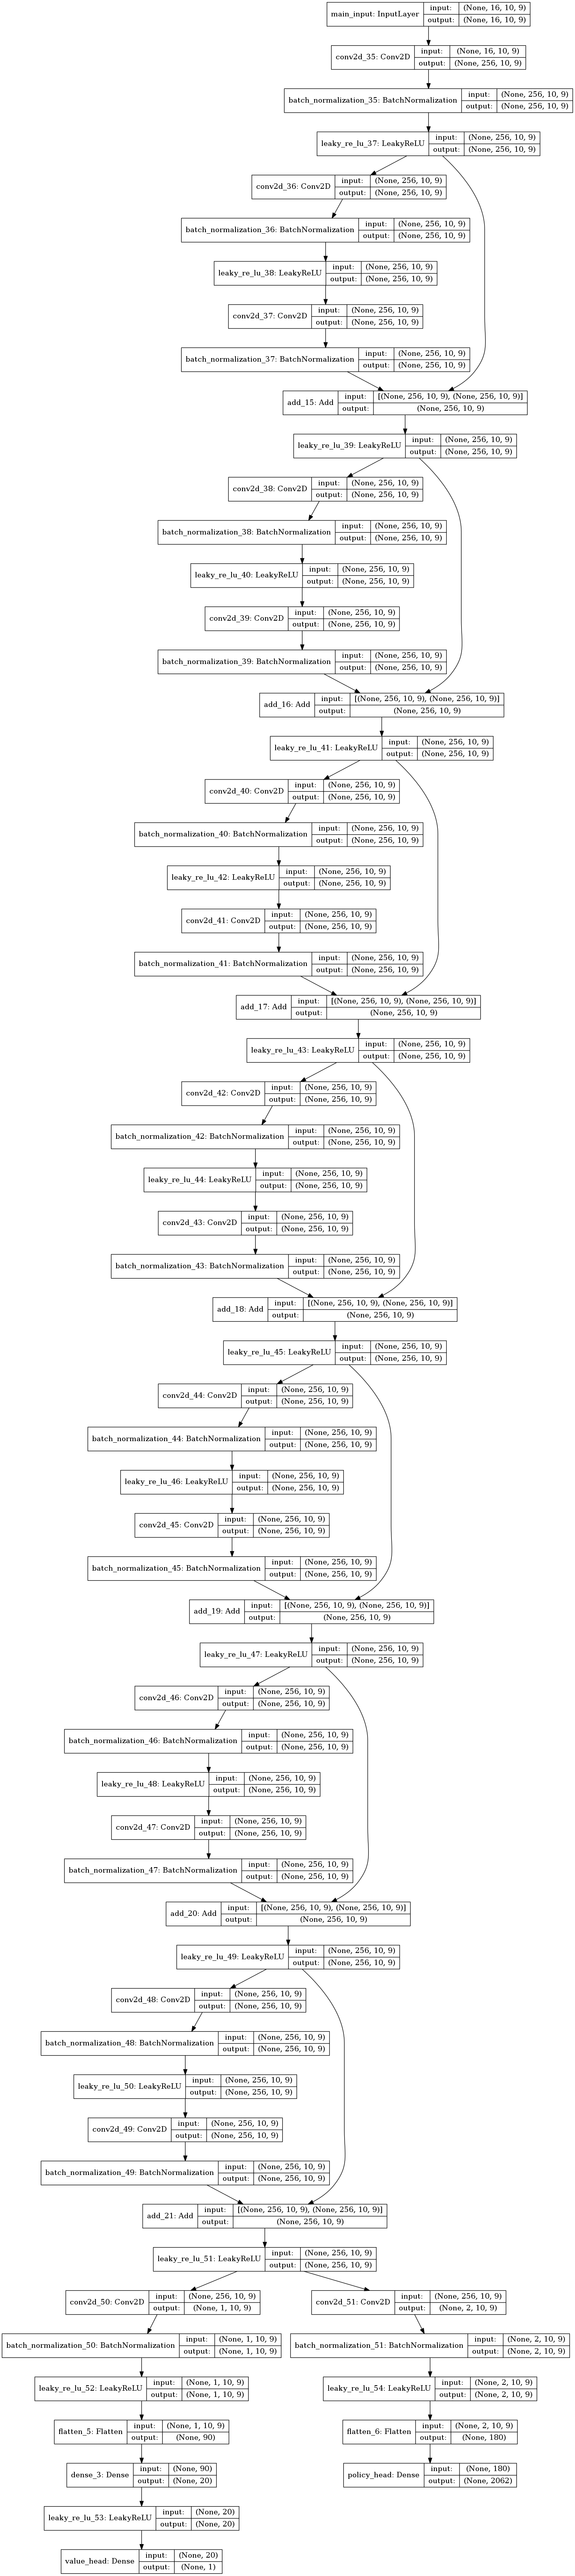 main_input: InputLayer
input: (None, 16, 10, 9)
output: (None, 16, 10, 9)
conv2d_35: Conv2D
input: (None, 16, 10, 9)
output: (None, 256, 10, 9)
batch_normalization_35: BatchNormalization
input: (None, 256, 10, 9)
output: (None, 256, 10, 9)
leaky_re_lu_37: LeakyReLU
input: (None, 256, 10, 9)
output: (None, 256, 10, 9)
conv2d_36: Conv2D
input: (None, 256, 10, 9)
output: (None, 256, 10, 9)
batch_normalization_36: BatchNormalization
input: (None, 256, 10, 9)
output: (None, 256, 10, 9)
leaky_re_lu_38: LeakyReLU
input: (None, 256, 10, 9)
output: (None, 256, 10, 9)
conv2d_37: Conv2D
input: (None, 256, 10, 9)
output: (None, 256, 10, 9)
batch_normalization_37: BatchNormalization
input: (None, 256, 10, 9)
output: (None, 256, 10, 9)
add_15: Add
input: [(None, 256, 10, 9), (None, 256, 10, 9)]
output: (None, 256, 10, 9)
leaky_re_lu_39: LeakyReLU
input: (None, 256, 10, 9)
output: (None, 256, 10, 9)
conv2d_38: Conv2D
input: (None, 256, 10, 9)
output: (None, 256, 10, 9)
batch_normalization_38: BatchNormalization
input: (None, 256, 10, 9)
output: (None, 256, 10, 9)
leaky_re_lu_40: LeakyReLU
input: (None, 256, 10, 9)
output: (None, 256, 10, 9)
conv2d_39: Conv2D
input: (None, 256, 10, 9)
output: (None, 256, 10, 9)
batch_normalization_39: BatchNormalization
input: (None, 256, 10, 9)
output: (None, 256, 10, 9)
add_16: Add
input: [(None, 256, 10, 9), (None, 256, 10, 9)]
output: (None, 256, 10, 9)
leaky_re_lu_41: LeakyReLU
input: (None, 256, 10, 9)
output: (None, 256, 10, 9)
conv2d_40: Conv2D
input: (None, 256, 10, 9)
output: (None, 256, 10, 9)
batch_normalization_40: BatchNormalization
input: (None, 256, 10, 9)
output: (None, 256, 10, 9)
leaky_re_lu_42: LeakyReLU
input: (None, 256, 10, 9)
output: (None, 256, 10, 9)
conv2d_41: Conv2D
input: (None, 256, 10, 9)
output: (None, 256, 10, 9)
batch_normalization_41: BatchNormalization
input: (None, 256, 10, 9)
output: (None, 256, 10, 9)
add_17: Add
input: [(None, 256, 10, 9), (None, 256, 10, 9)]
output: (None, 256, 10, 9)
leaky_re_lu_43: LeakyReLU
input: (None, 256, 10, 9)
output: (None, 256, 10, 9)
conv2d_42: Conv2D
input: (None, 256, 10, 9)
output: (None, 256, 10, 9)
batch_normalization_42: BatchNormalization
input: (None, 256, 10, 9)
output: (None, 256, 10, 9)
leaky_re_lu_44: LeakyReLU
input: (None, 256, 10, 9)
output: (None, 256, 10, 9)
conv2d_43: Conv2D
input: (None, 256, 10, 9)
output: (None, 256, 10, 9)
batch_normalization_43: BatchNormalization
input: (None, 256, 10, 9)
output: (None, 256, 10, 9)
add_18: Add
input: [(None, 256, 10, 9), (None, 256, 10, 9)]
output: (None, 256, 10, 9)
leaky_re_lu_45: LeakyReLU
input: (None, 256, 10, 9)
output: (None, 256, 10, 9)
conv2d_44: Conv2D
input: (None, 256, 10, 9)
output: (None, 256, 10, 9)
batch_normalization_44: BatchNormalization
input: (None, 256, 10, 9)
output: (None, 256, 10, 9)
leaky_re_lu_46: LeakyReLU
input: (None, 256, 10, 9)
output: (None, 256, 10, 9)
conv2d_45: Conv2D
input: (None, 256, 10, 9)
output: (None, 256, 10, 9)
batch_normalization_45: BatchNormalization
input: (None, 256, 10, 9)
output: (None, 256, 10, 9)
add_19: Add
input: [(None, 256, 10, 9), (None, 256, 10, 9)]
output: (None, 256, 10, 9)
leaky_re_lu_47: LeakyReLU
input: (None, 256, 10, 9)
output: (None, 256, 10, 9)
conv2d_46: Conv2D
input: (None, 256, 10, 9)
output: (None, 256, 10, 9)
batch_normalization_46: BatchNormalization
input: (None, 256, 10, 9)
output: (None, 256, 10, 9)
leaky_re_lu_48: LeakyReLU
input: (None, 256, 10, 9)
output: (None, 256, 10, 9)
conv2d_47: Conv2D
input: (None, 256, 10, 9)
output: (None, 256, 10, 9)
batch_normalization_47: BatchNormalization
input: (None, 256, 10, 9)
output: (None, 256, 10, 9)
add_20: Add
input: [(None, 256, 10, 9), (None, 256, 10, 9)]
output: (None, 256, 10, 9)
leaky_re_lu_49: LeakyReLU
input: (None, 256, 10, 9)
output: (None, 256, 10, 9)
conv2d_48: Conv2D
input: (None, 256, 10, 9)
output: (None, 256, 10, 9)
batch_normalization_48: BatchNormalization
input: (None, 256, 10, 9)
output: (None, 256, 10, 9)
leaky_re_lu_50: LeakyReLU
input: (None, 256, 10, 9)
output: (None, 256, 10, 9)
conv2d_49: Conv2D
input: (None, 256, 10, 9)
output: (None, 256, 10, 9)
batch_normalization_49: BatchNormalization
input: (None, 256, 10, 9)
output: (None, 256, 10, 9)
add_21: Add
input: [(None, 256, 10, 9), (None, 256, 10, 9)]
output: (None, 256, 10, 9)
leaky_re_lu_51: LeakyReLU
input: (None, 256, 10, 9)
output: (None, 256, 10, 9)
conv2d_50: Conv2D
input: (None, 256, 10, 9)
output: (None, 1, 10, 9)
conv2d_51: Conv2D
input: (None, 256, 10, 9)
output: (None, 2, 10, 9)
batch_normalization_50: BatchNormalization
input: (None, 1, 10, 9)
output: (None, 1, 10, 9)
batch_normalization_51: BatchNormalization
input: (None, 2, 10, 9)
output: (None, 2, 10, 9)
leaky_re_lu_52: LeakyReLU
input: (None, 1, 10, 9)
output: (None, 1, 10, 9)
leaky_re_lu_54: LeakyReLU
input: (None, 2, 10, 9)
output: (None, 2, 10, 9)
flatten_5: Flatten
input: (None, 1, 10, 9)
output: (None, 90)
flatten_6: Flatten
input: (None, 2, 10, 9)
output: (None, 180)
dense_3: Dense
input: (None, 90)
output: (None, 20)
policy_head: Dense
input: (None, 180)
output: (None, 2062)
leaky_re_lu_53: LeakyReLU
input: (None, 20)
output: (None, 20)
value_head: Dense
input: (None, 20)
output: (None, 1)